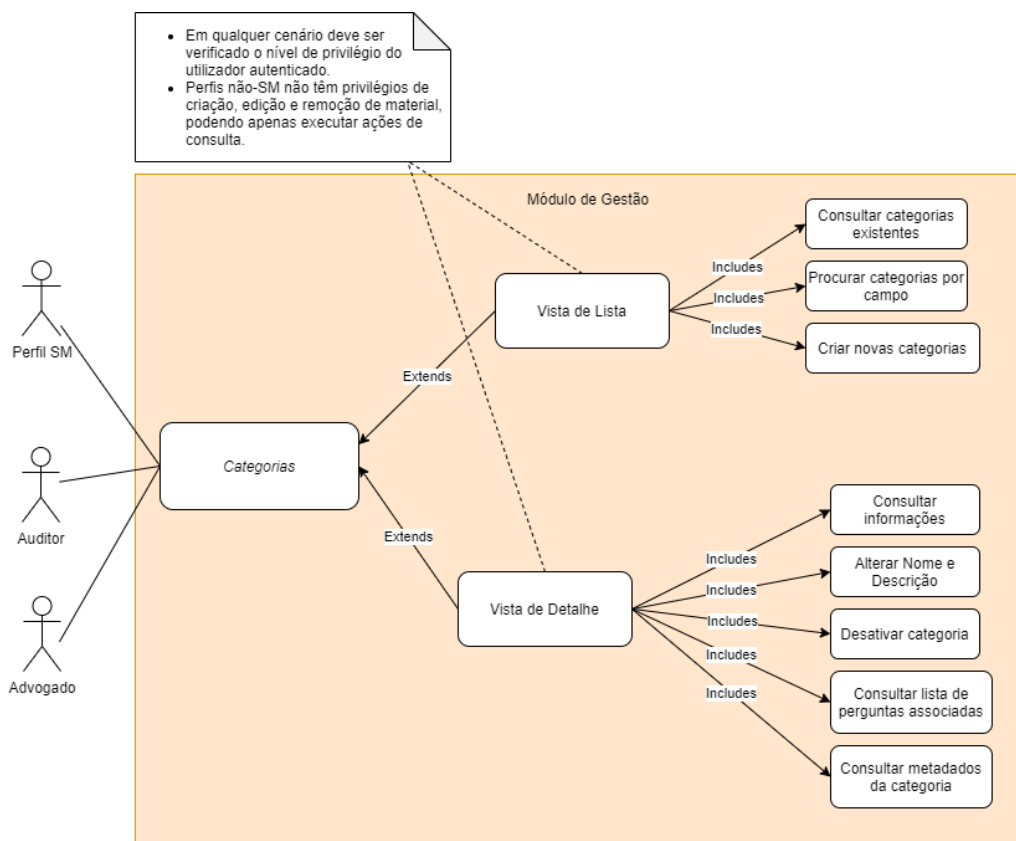 Em qualquer cenário deve ser
verificado o nível de privilégio do
utilizador autenticado.
Perfis não-SM não têm privilégios de
criação, edição e remoção de material,
podendo apenas executar ações de
consulta.
Módulo de Gestão
Perfil SM
Auditor
Advogado
Categorias
Extends
Extends
Vista de Lista
Includes
Includes
Includes
Consultar categorias
existentes
Procurar categorias por
campo
Criar novas categorias
Vista de Detalhe
Includes
Includes
Includes
Includes
Includes
Consultar
informações
Alterar Nome e
Descrição
Desativar categoria
Consultar lista de
perguntas associadas
Consultar metadados
da categoria